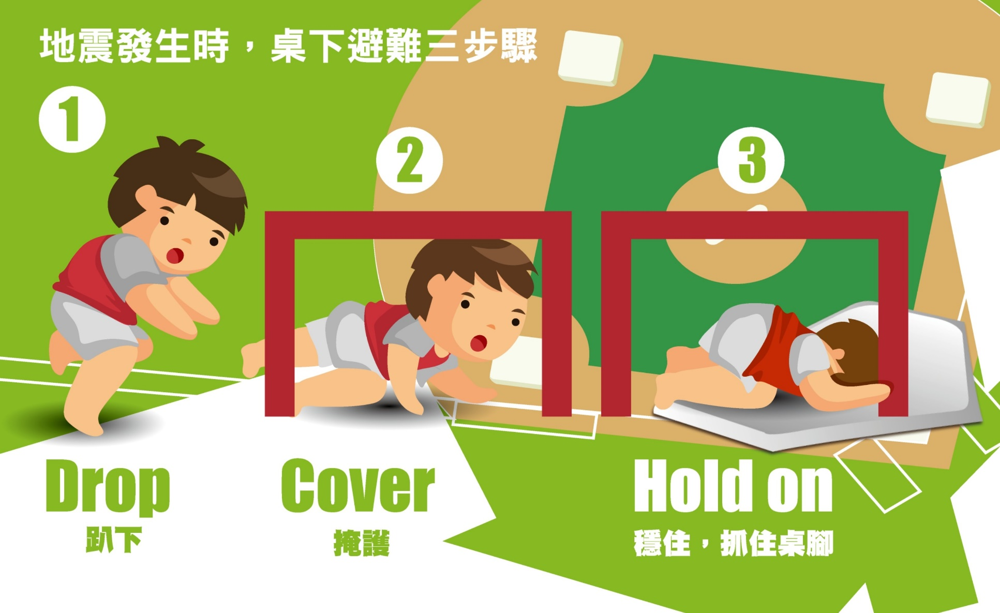 地震發生時，桌下避難三步驟
1
2
3
Drop
趴下
Cover
掩護
Hold on
穩住，抓住桌腳